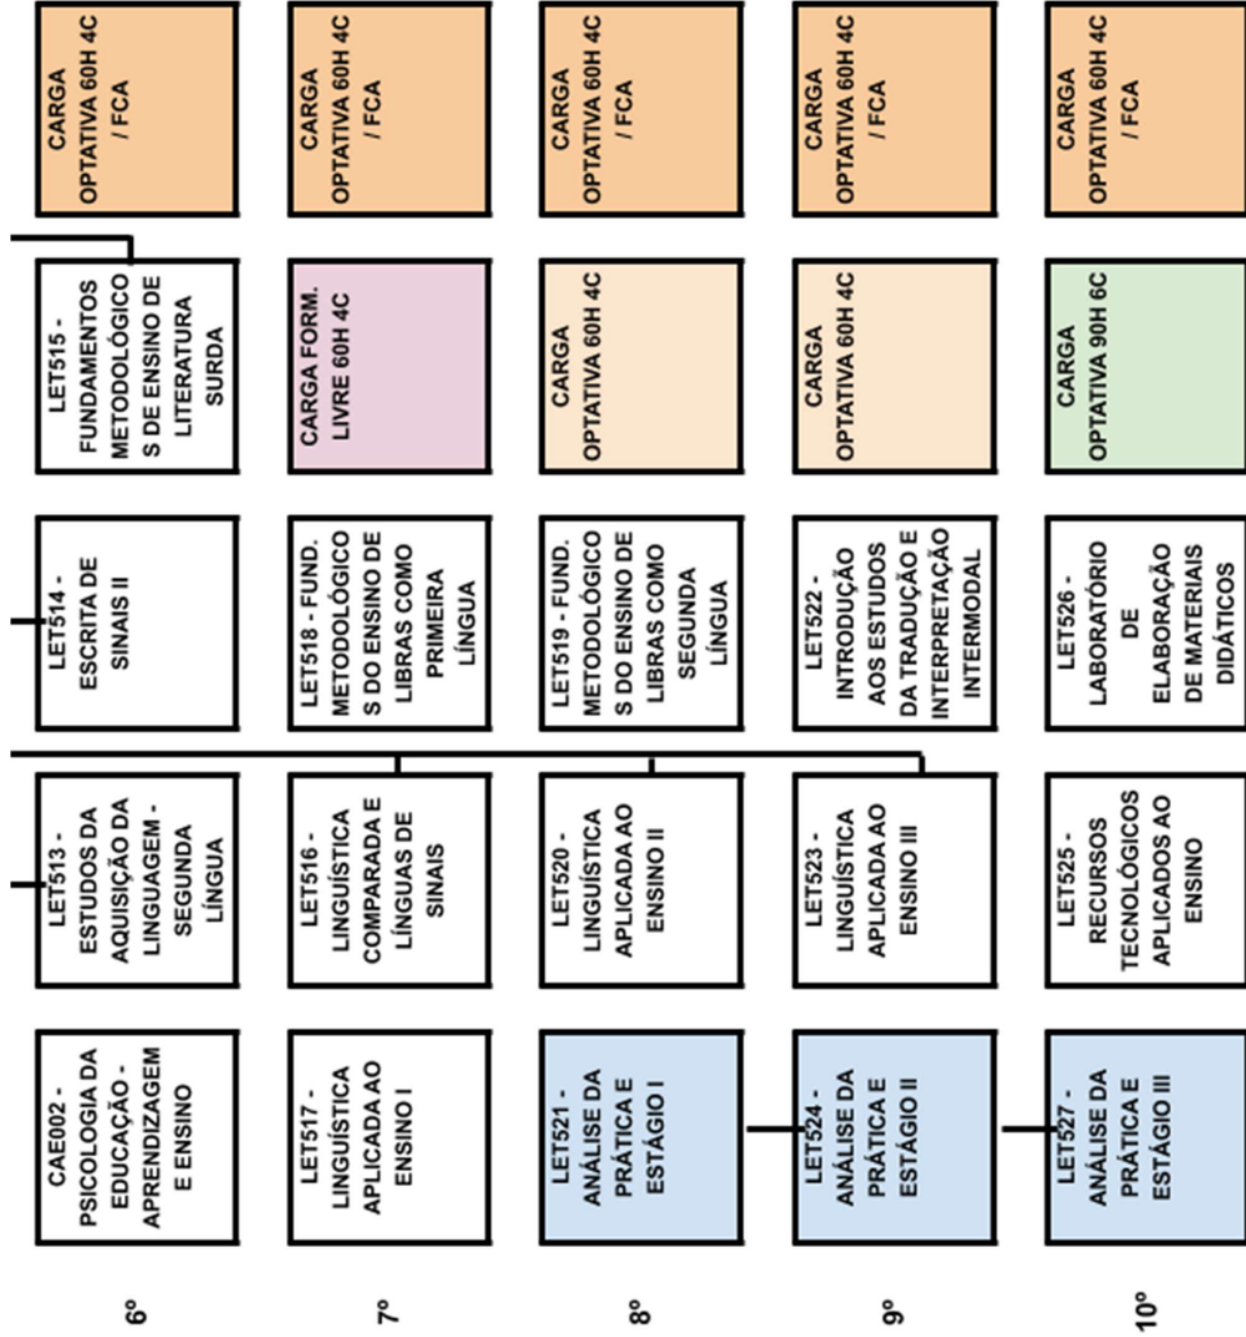 6º
CAE002 -
PSICOLOGIA DA
EDUCAÇÃO -
APRENDIZAGEM
E ENSINO
LET513 -
ESTUDOS DA
AQUISIÇÃO DA
LINGUAGEM -
SEGUNDA
LÍNGUA
LET514 -
ESCRITA DE
SINAIS II
LET515 -
FUNDAMENTOS
METODOLÓGICO
S DE ENSINO DE
LITERATURA
SURDA
CARGA
OPTATIVA 60H 4C
/ FCA
7º
LET517 -
LINGUÍSTICA
APLICADA AO
ENSINO I
LET516 -
LINGUÍSTICA
COMPARADA E
LÍNGUAS DE
SINAIS
LET518 - FUND.
METODOLÓGICO
S DO ENSINO DE
LIBRAS COMO
PRIMEIRA
LÍNGUA
CARGA FORM.
LIVRE 60H 4C
CARGA
OPTATIVA 60H 4C
/ FCA
8º
LET521 -
ANÁLISE DA
PRÁTICA E
ESTÁGIO I
LET520 -
LINGUÍSTICA
APLICADA AO
ENSINO II
LET519 - FUND.
METODOLÓGICO
S DO ENSINO DE
LIBRAS COMO
SEGUNDA
LÍNGUA
CARGA
OPTATIVA 60H 4C
CARGA
OPTATIVA 60H 4C
/ FCA
9º
LET524 -
ANÁLISE DA
PRÁTICA E
ESTÁGIO II
LET523 -
LINGUÍSTICA
APLICADA AO
ENSINO III
LET522 -
INTRODUÇÃO
AOS ESTUDOS
DA TRADUÇÃO E
INTERPRETAÇÃO
INTERMODAL
CARGA
OPTATIVA 60H 4C
CARGA
OPTATIVA 60H 4C
/ FCA
10º
LET527 -
ANÁLISE DA
PRÁTICA E
ESTÁGIO III
LET525 -
RECURSOS
TECNOLÓGICOS
APLICADOS AO
ENSINO
LET526 -
LABORATÓRIO
DE
ELABORAÇÃO
DE MATERIAIS
DIDÁTICOS
CARGA
OPTATIVA 90H 6C
CARGA
OPTATIVA 60H 4C
/ FCA